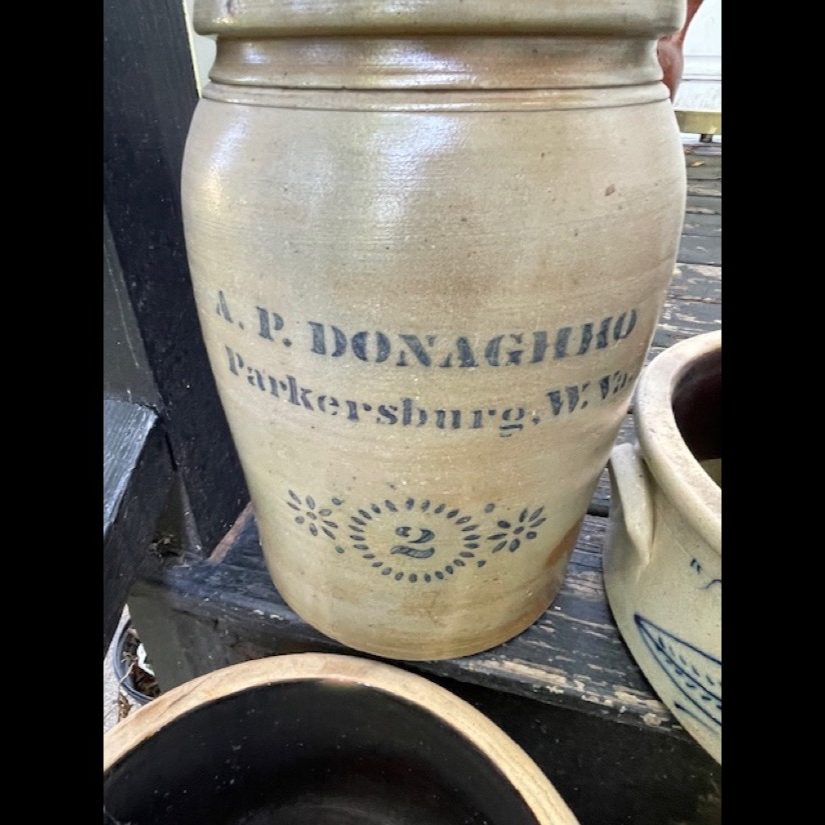 A. P. DONAGHHO
Parkersburg, W. Va.
2